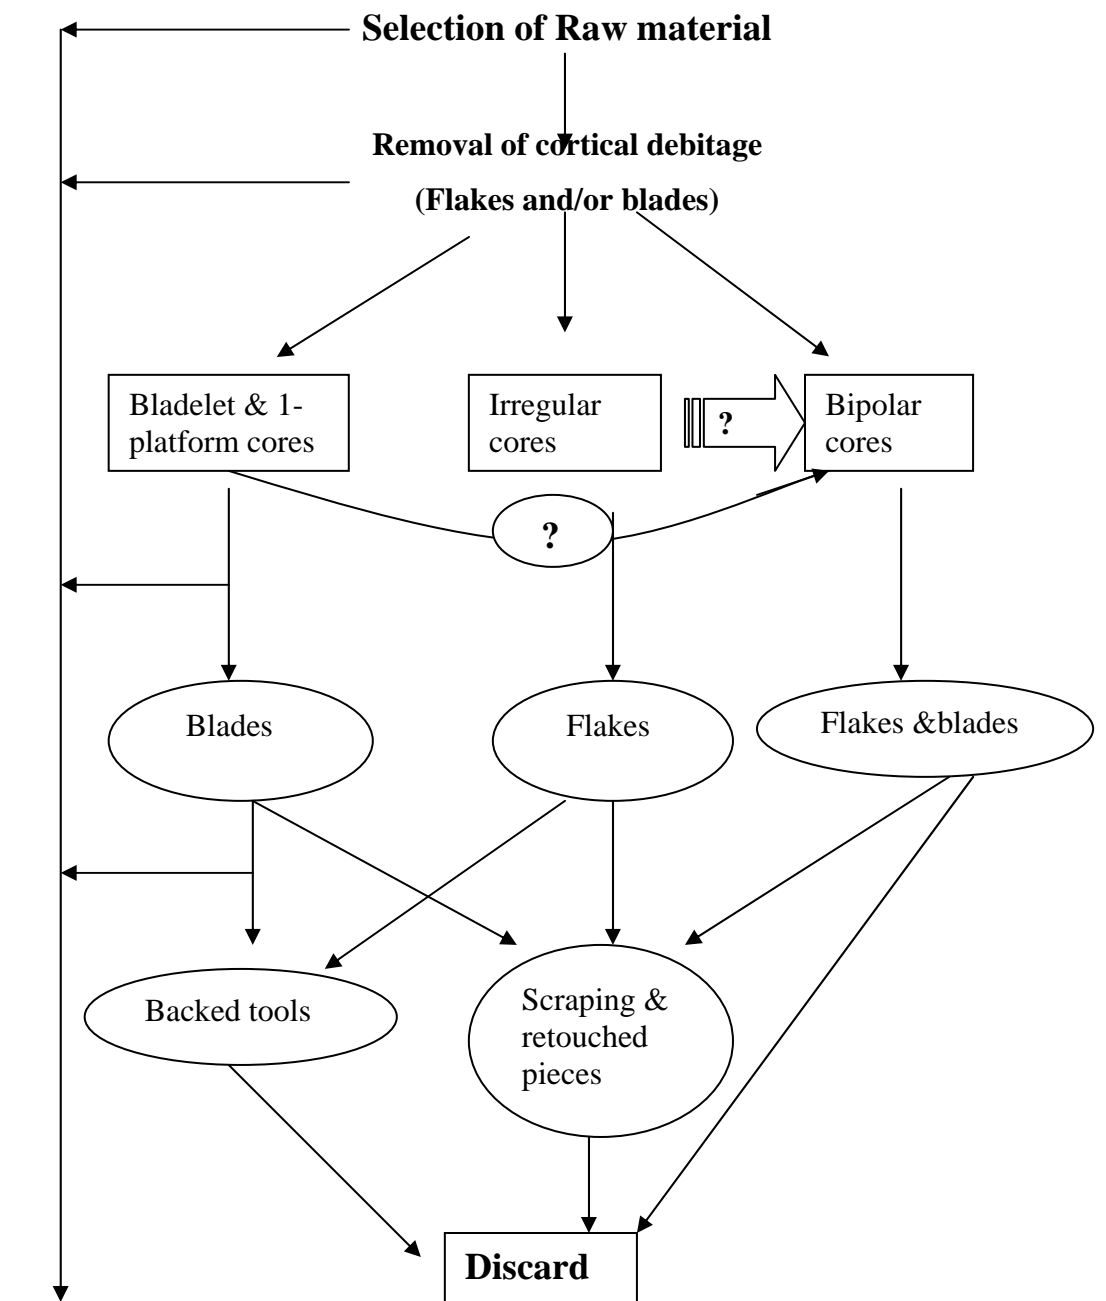 Selection of Raw material
Removal of cortical debitage
(Flakes and/or blades)
Bladelet & 1-
platform cores
Irregular
cores
?
Bipolar
cores
?
Blades
Flakes
Flakes &blades
Backed tools
Scraping &
retouched
pieces
Discard